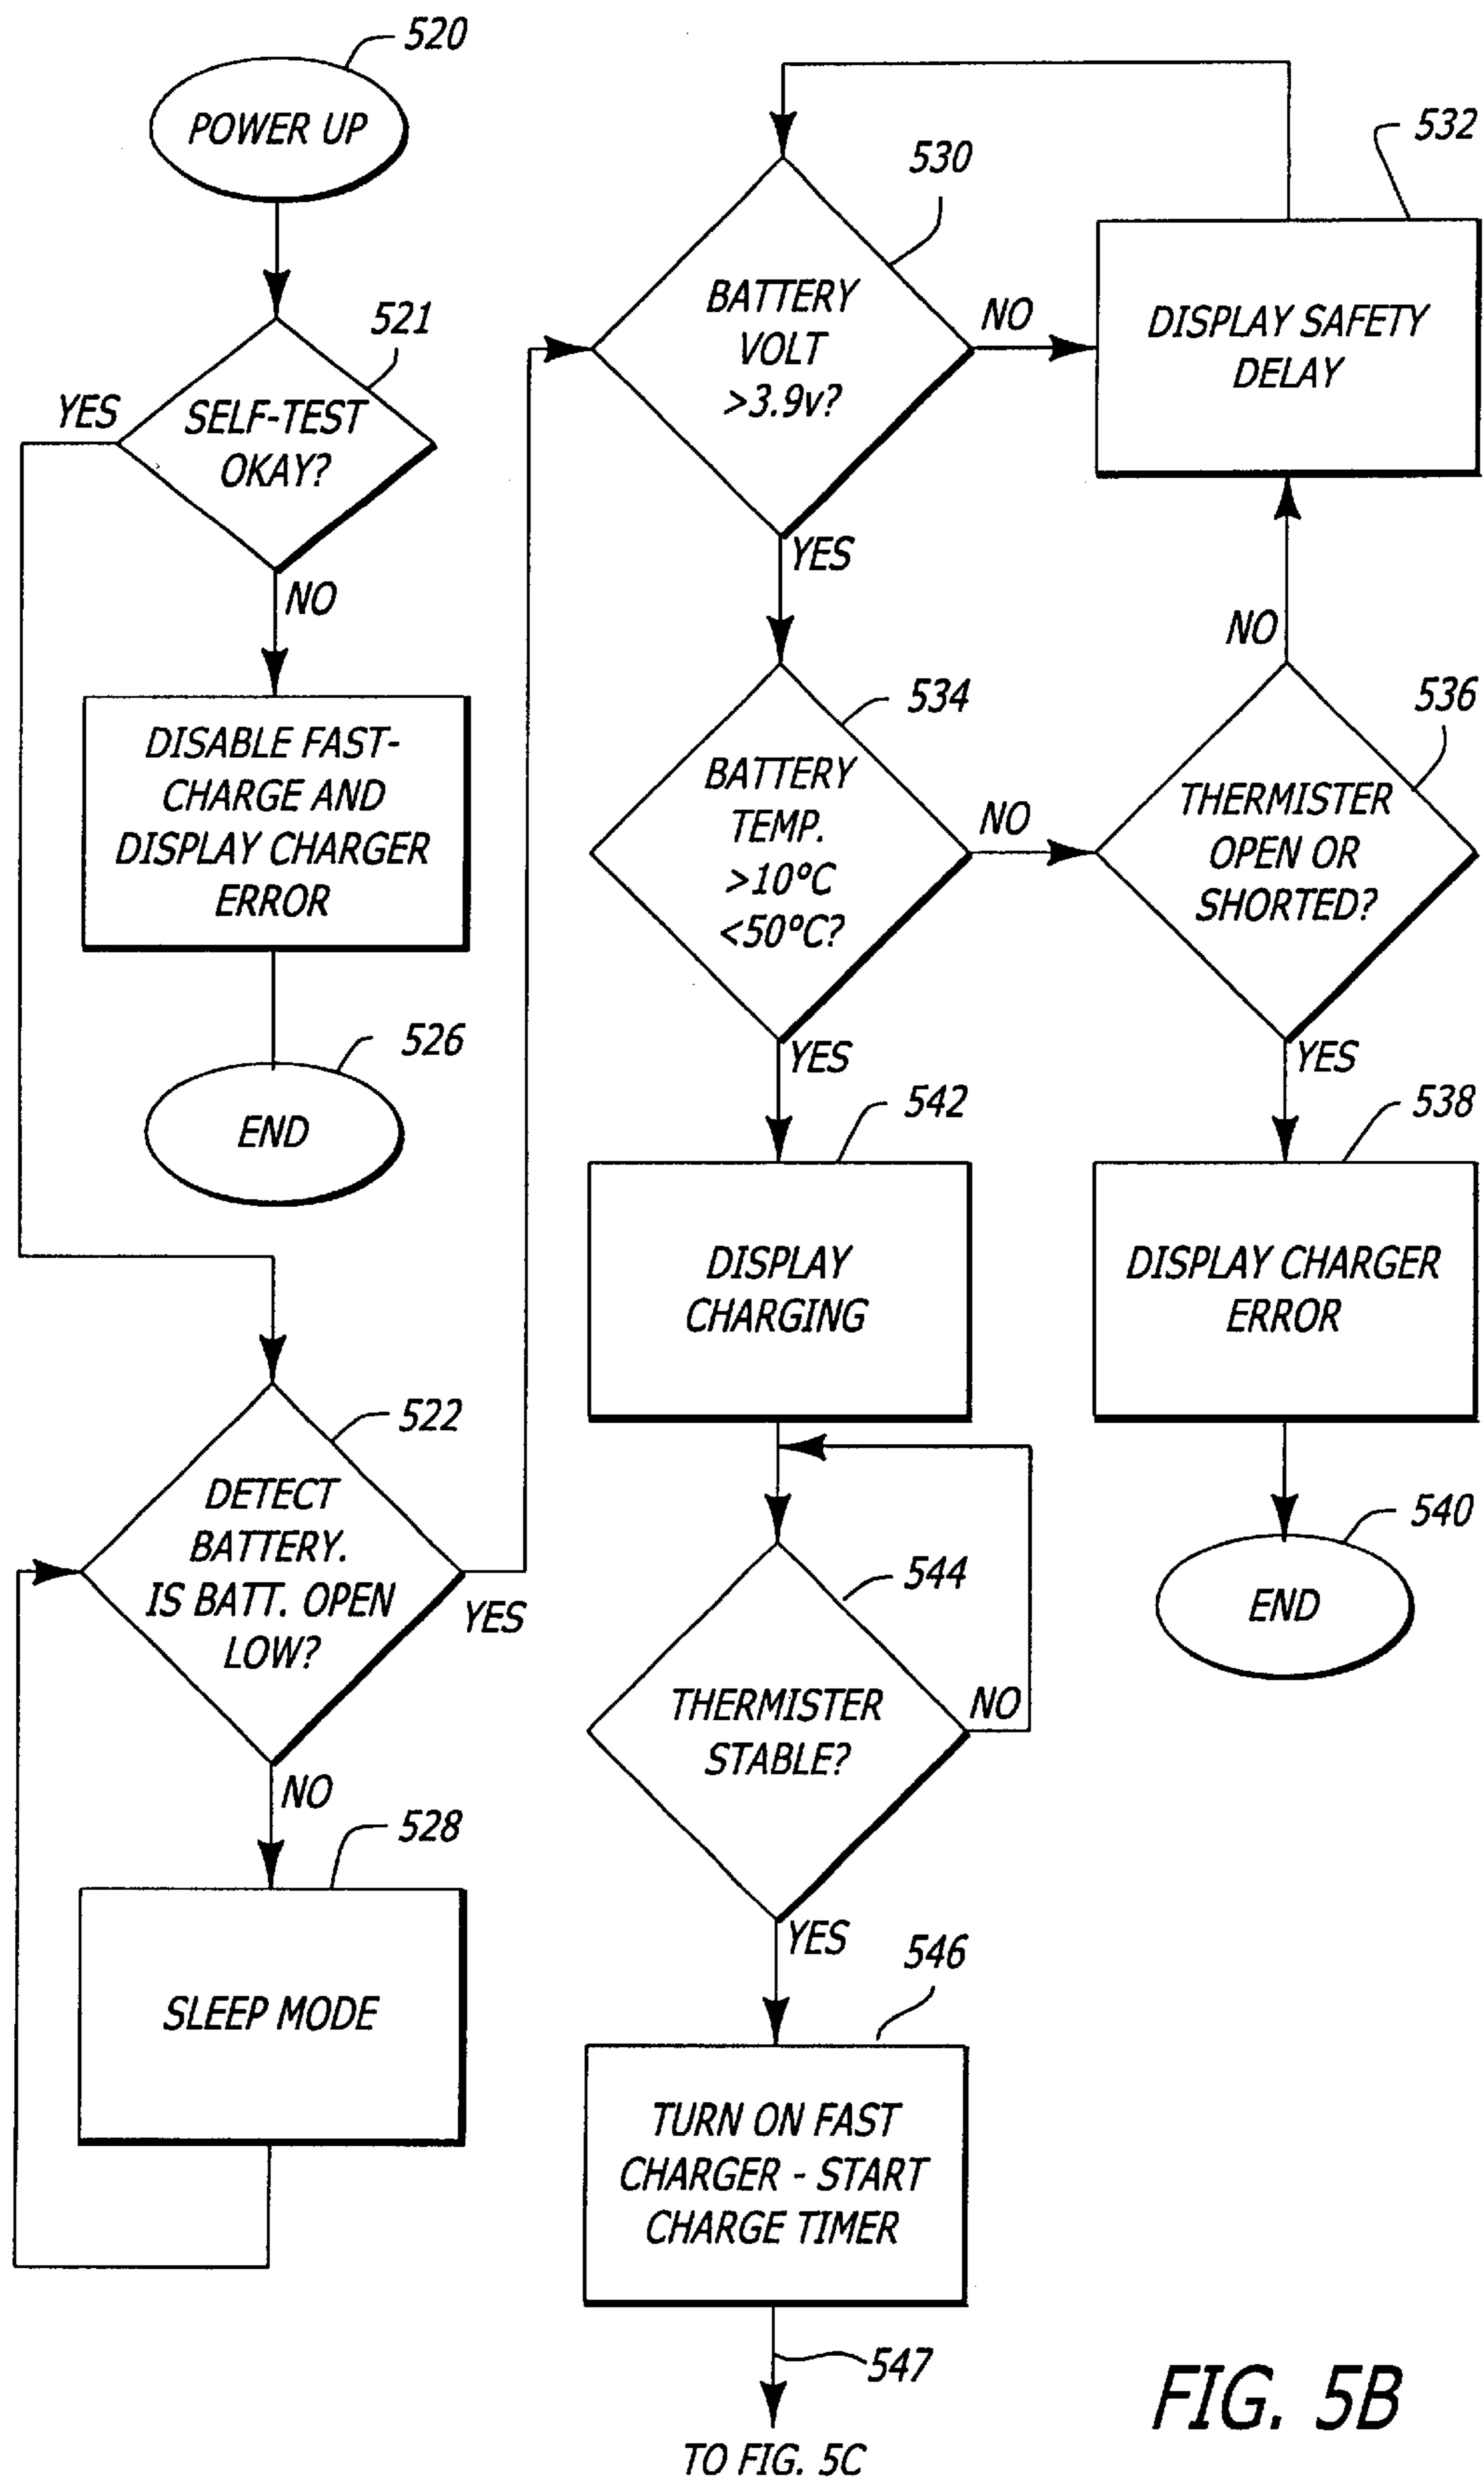 520
POWER UP
521
YES
SELF-TEST
OKAY?
NO
DISABLE FAST-
CHARGE AND
DISPLAY CHARGER
ERROR
526
END
522
DETECT
BATTERY.
IS BATT. OPEN
LOW?
YES
NO
528
SLEEP MODE
530
BATTERY
VOLT
>3.9v?
NO
YES
532
DISPLAY SAFETY
DELAY
534
BATTERY
TEMP.
>10°C
<50°C?
NO
YES
NO
536
THERMISTER
OPEN OR
SHORTED?
YES
538
DISPLAY CHARGER
ERROR
540
END
542
DISPLAY
CHARGING
544
THERMISTER
STABLE?
NO
YES
546
TURN ON FAST
CHARGER - START
CHARGE TIMER
547
TO FIG. 5C
FIG. 5B